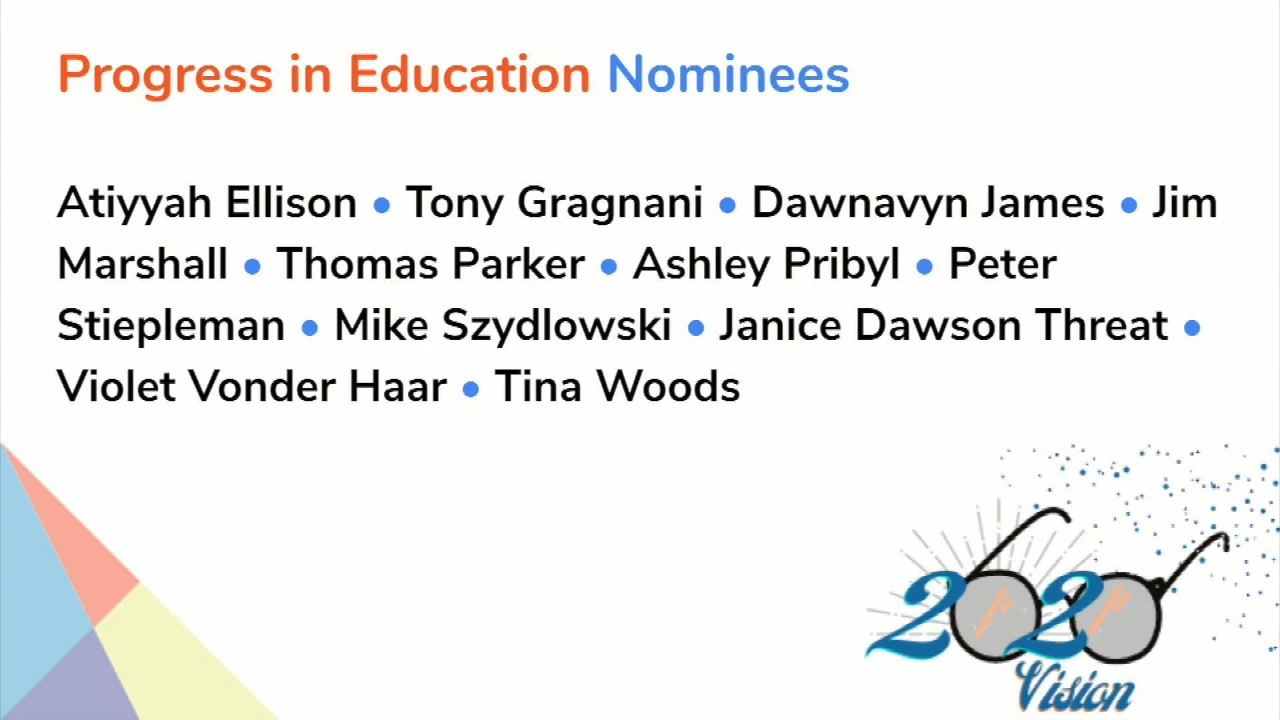 Progress in Education Nominees
Atiyyah Ellison • Tony Gragnani • Dawnavyn James • Jim
Marshall • Thomas Parker • Ashley Pribyl • Peter
Stiepleman • Mike Szydlowski • Janice Dawson Threat •
Violet Vonder Haar • Tina Woods
2020
Vision